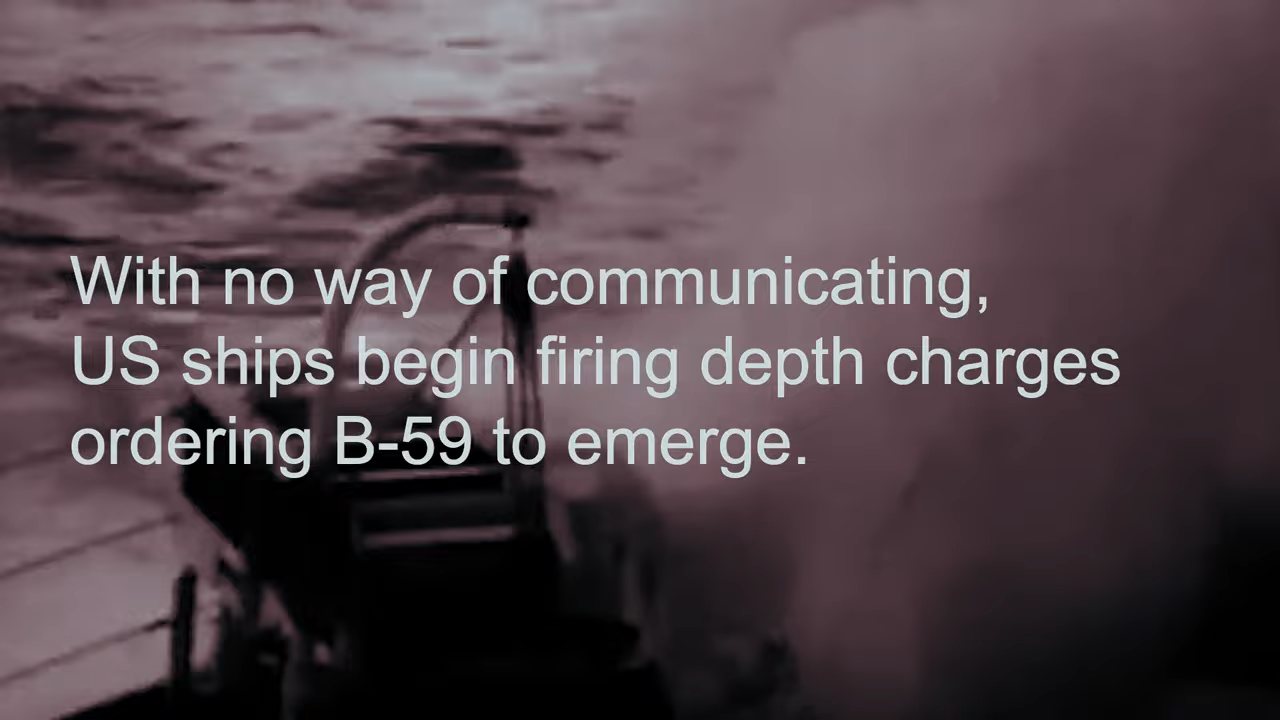 With no way of communicating,
US ships begin firing depth charges
ordering B-59 to emerge.